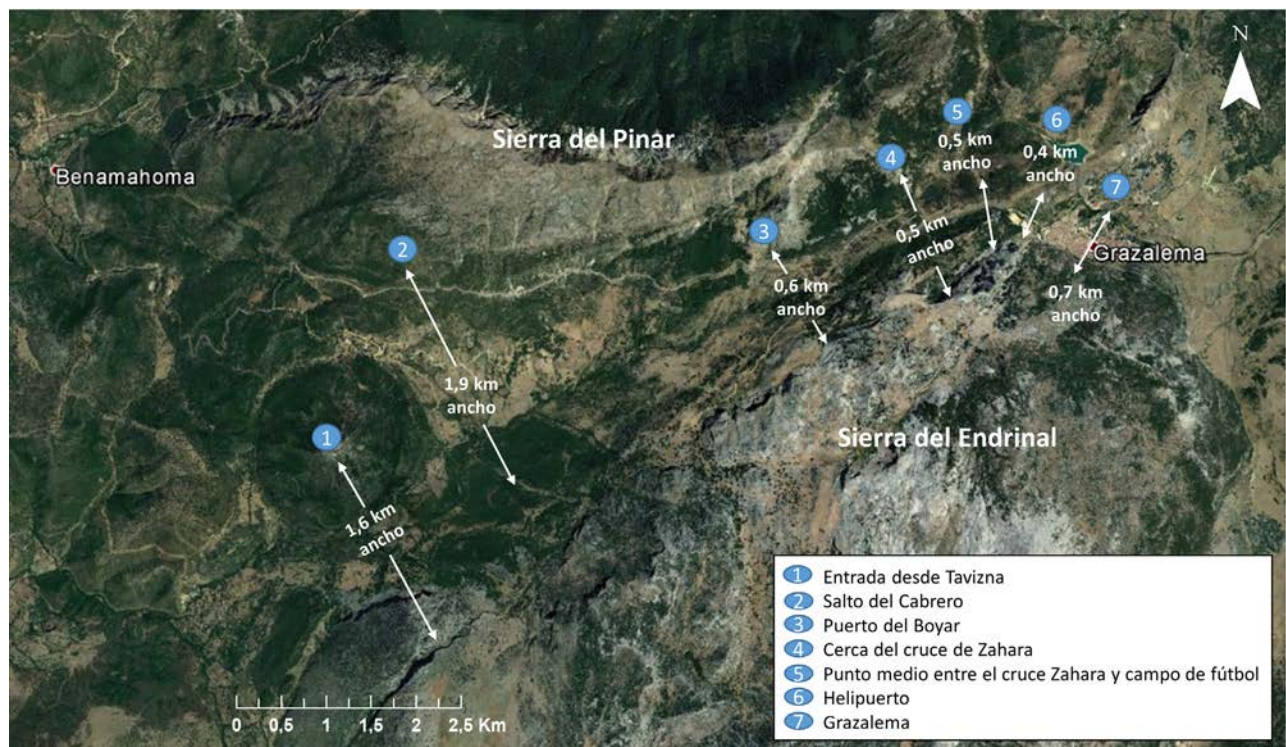 N
Sierra del Pinar
Benamahoma
5
6
0,5 km
ancho
0,4 km
ancho
4
7
2
3
0,5 km
ancho
Grazalema
0,6 km
ancho
0,7 km
ancho
1,9 km
ancho
1
Sierra del Endrinal
1,6 km
ancho
0 0,5 1 1,5 2 2,5 Km
1 Entrada desde Tavizna
2 Salto del Cabrero
3 Puerto del Boyar
4 Cerca del cruce de Zahara
5 Punto medio entre el cruce Zahara y campo de fútbol
6 Helipuerto
7 Grazalema